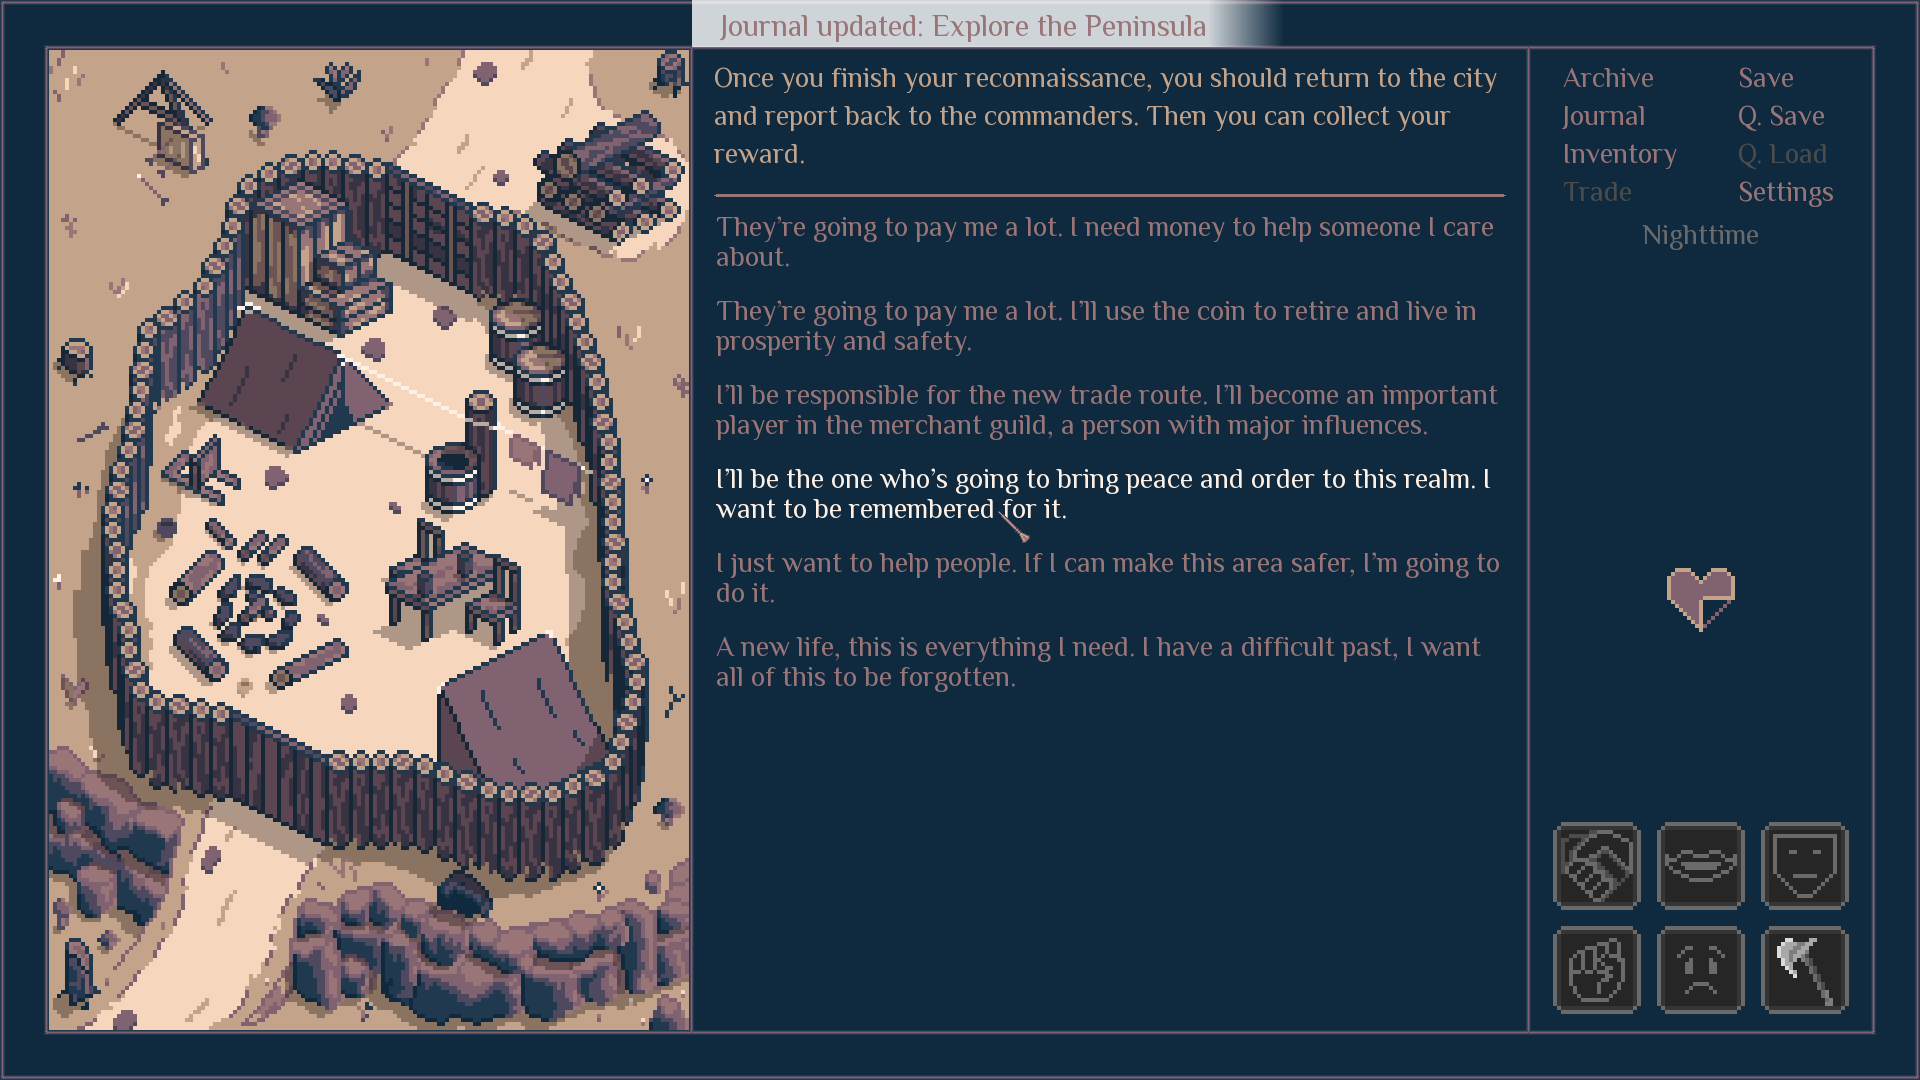 Journal updated: Explore the Peninsula
Once you finish your reconnaissance, you should return to the city
and report back to the commanders. Then you can collect your
reward.
They're going to pay me a lot. I need money to help someone I care
about.
They're going to pay me a lot. I'll use the coin to retire and live in
prosperity and safety.
I'll be responsible for the new trade route. I'll become an important
player in the merchant guild, a person with major influences.
I'll be the one who's going to bring peace and order to this realm. I
want to be remembered for it.
I just want to help people. If I can make this area safer, I'm going to
do it.
A new life, this is everything I need. I have a difficult past, I want
all of this to be forgotten.
Archive Save
Journal Q. Save
Inventory Q. Load
Trade Settings
Nighttime